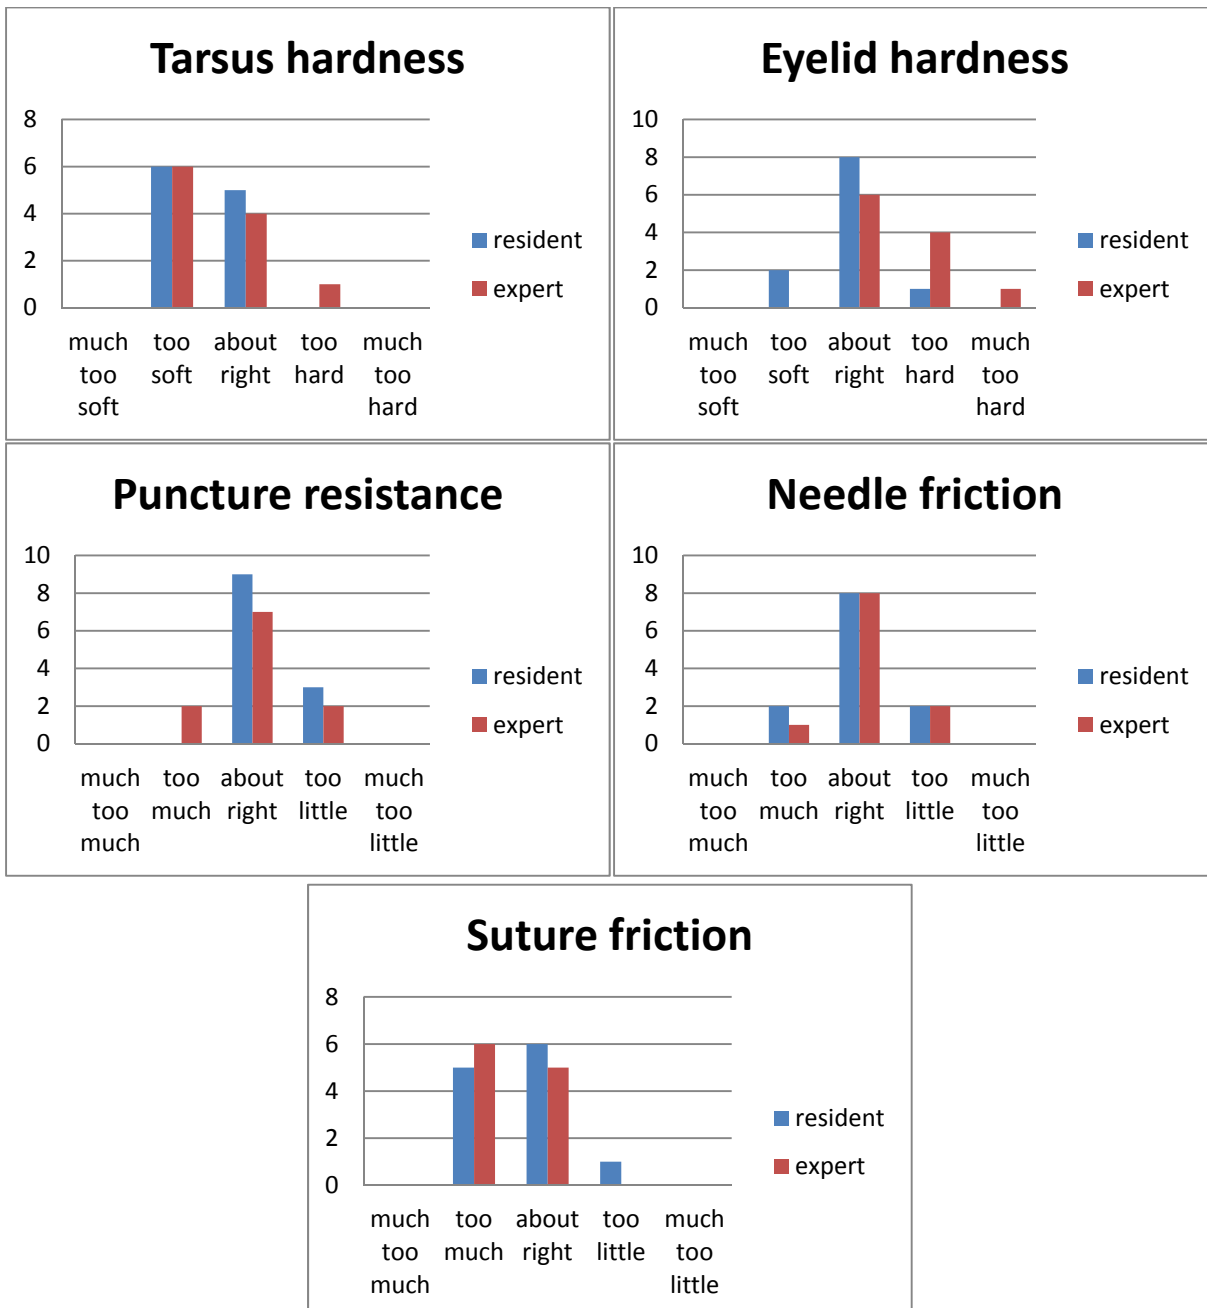 Tarsus hardness
8
6
4
2
0
much too about too much
too soft right hard too
soft hard
resident
expert
Eyelid hardness
10
8
6
4
2
0
much too about too much
too soft right hard too
soft hard
resident
expert
Puncture resistance
10
8
6
4
2
0
much too about too much
too much right little too
much little
resident
expert
Needle friction
10
8
6
4
2
0
much too about too much
too much right little too
much little
resident
expert
Suture friction
8
6
4
2
0
much too about too much
too much right little too
much little
resident
expert